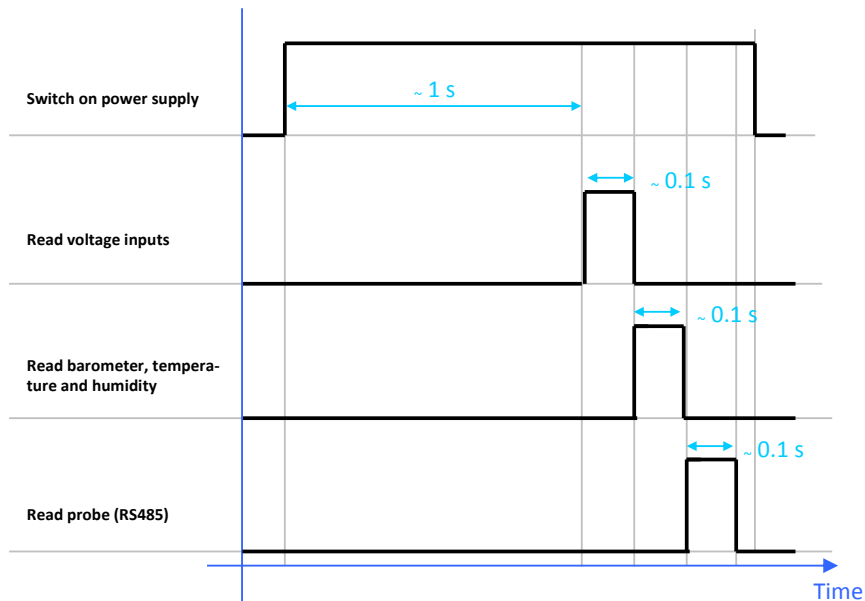 ~ 1 s
Switch on power supply
~ 0.1 s
Read voltage inputs
~ 0.1 s
Read barometer, tempera-
ture and humidity
~ 0.1 s
Read probe (RS485)
Time